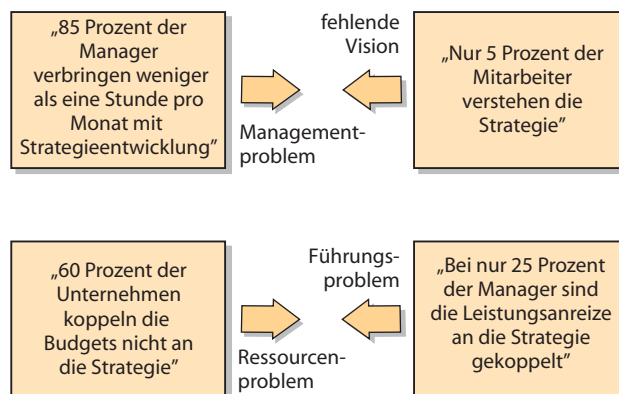 „85 Prozent der
Manager
verbringen weniger
als eine Stunde pro
Monat mit
Strategieentwicklung”
fehlende
Vision
Management-
problem
„Nur 5 Prozent der
Mitarbeiter
verstehen die
Strategie”
„60 Prozent der
Unternehmen
koppeln die
Budgets nicht an
die Strategie”
Führungs-
problem
Ressourcen-
problem
„Bei nur 25 Prozent
der Manager sind
die Leistungsanreize
an die Strategie
gekoppelt”